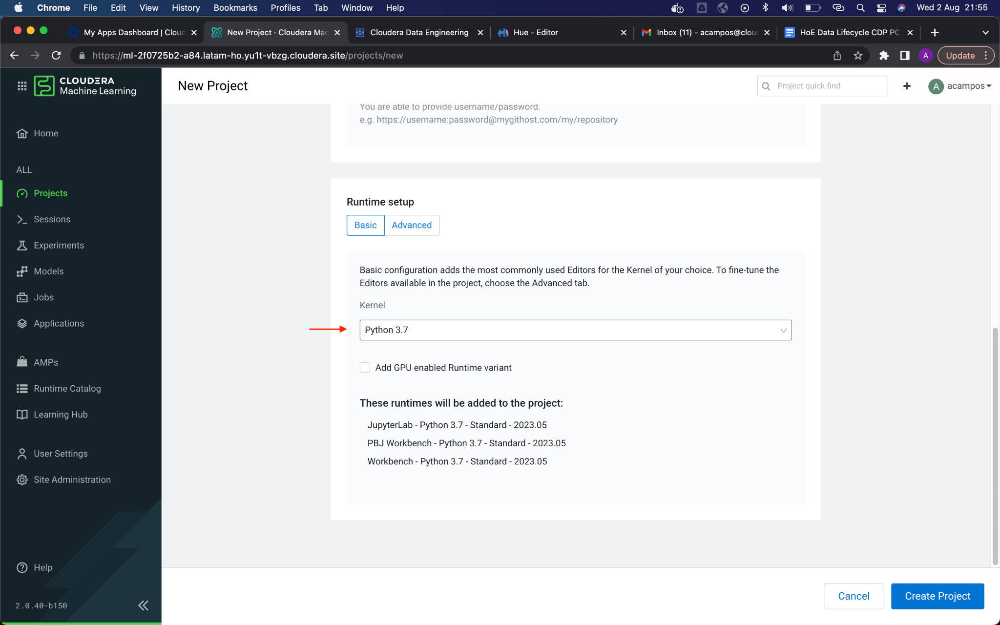 Chrome File Edit View History Bookmarks Profiles Tab Window Help Wed 2 Aug 21:55
My Apps Dashboard | Cloud New Project · Cloudera Mac Cloudera Data Engineering Hue - Editor Inbox (11) - acampos@cloud HoE Data Lifecycle CDP PC
https://ml-2f0725b2-a84.latam-ho.yu1t-vbzg.cloudera.site/projects/new A Update
CLOUDERA
Machine Learning
Home
ALL
Projects
Sessions
Experiments
Models
Jobs
Applications
AMPs
Runtime Catalog
Learning Hub
User Settings
Site Administration
Help
2.0.40-b150
New Project
Project quick find
A acampos
You are able to provide username/password.
e.g. https://username:password@mygithost.com/my/repository
Runtime setup
Basic Advanced
Basic configuration adds the most commonly used Editors for the Kernel of your choice. To fine-tune the
Editors available in the project, choose the Advanced tab.
Kernel
Python 3.7
Add GPU enabled Runtime variant
These runtimes will be added to the project:
JupyterLab - Python 3.7 - Standard - 2023.05
PBJ Workbench - Python 3.7 - Standard - 2023.05
Workbench - Python 3.7 - Standard - 2023.05
Cancel Create Project